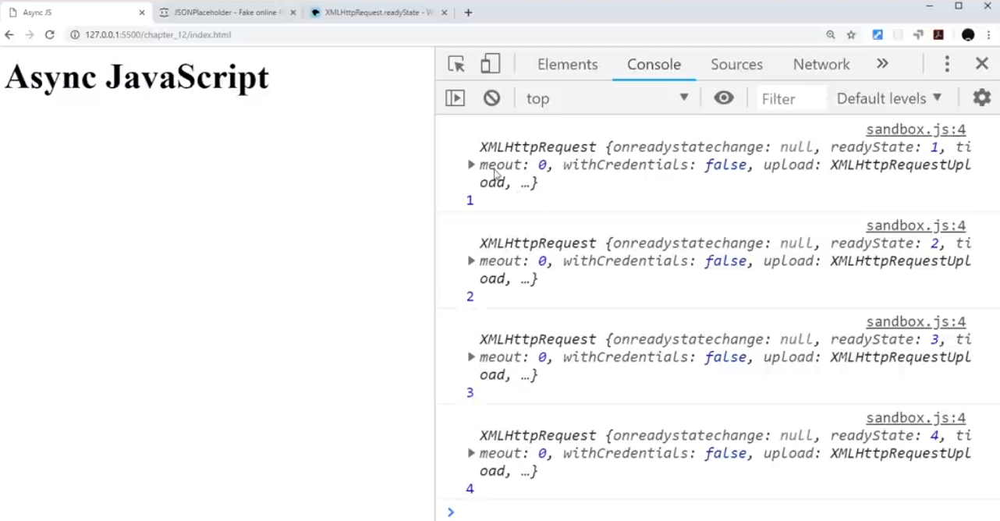 Async JS
JSONPlaceholder - Fake online
XMLHttpRequest.readyState - W
127.0.0.1:5500/chapter_12/index.html
Async JavaScript
Elements Console Sources Network
top Filter Default levels
sandbox.js:4
XMLHttpRequest {onreadystatechange: null, readyState: 1, ti
meout: 0, withCredentials: false, upload: XMLHttpRequestUpl
oad, …}
1
sandbox.js:4
XMLHttpRequest {onreadystatechange: null, readyState: 2, ti
meout: 0, withCredentials: false, upload: XMLHttpRequestUpl
oad, …}
2
sandbox.js:4
XMLHttpRequest {onreadystatechange: null, readyState: 3, ti
meout: 0, withCredentials: false, upload: XMLHttpRequestUpl
oad, …}
3
sandbox.js:4
XMLHttpRequest {onreadystatechange: null, readyState: 4, ti
meout: 0, withCredentials: false, upload: XMLHttpRequestUpl
oad, …}
4